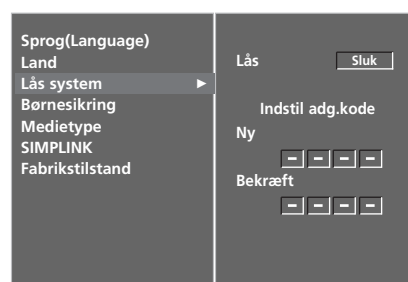 Sprog(Language)
Land
Lås system ►
Børnesikring
Medietype
SIMPLINK
Fabrikstilstand
Lås Sluk
Indstil adg.kode
Ny
– – – –
Bekræft
– – – –